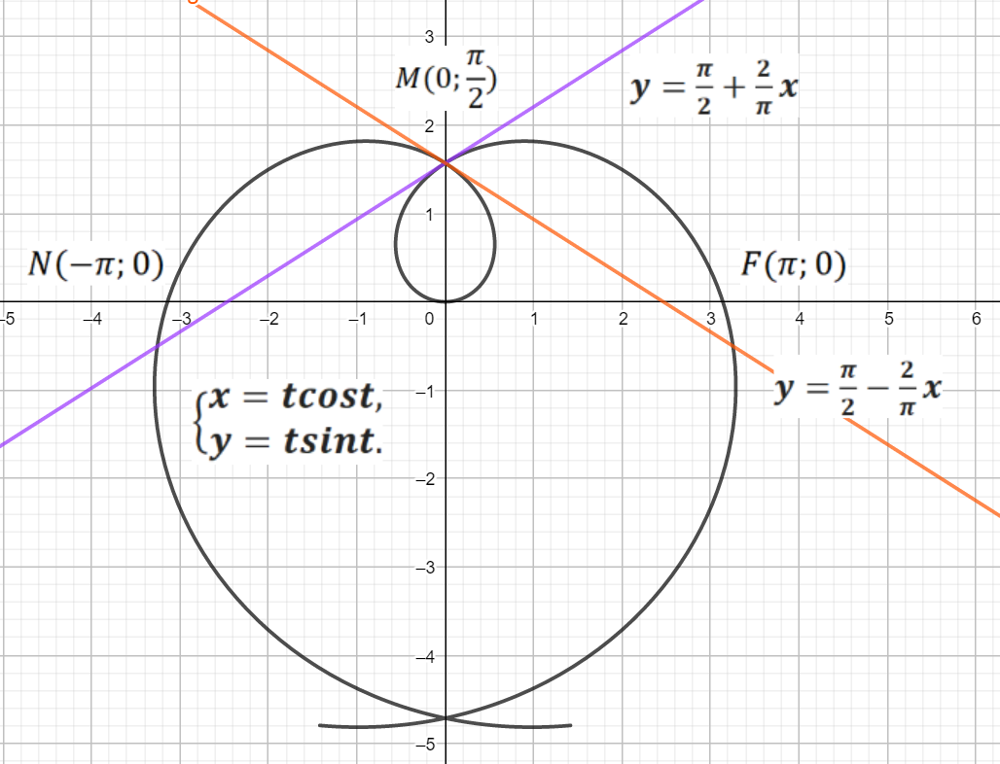 3
M(0; π/2)
y = π/2 + 2/π x
2
1
N(−π; 0)
F(π; 0)
−5 −4 −3 −2 −1 0 1 2 3 4 5 6
{x = tcost,
y = tsint.
−1
y = π/2 − 2/π x
−2
−3
−4
−5